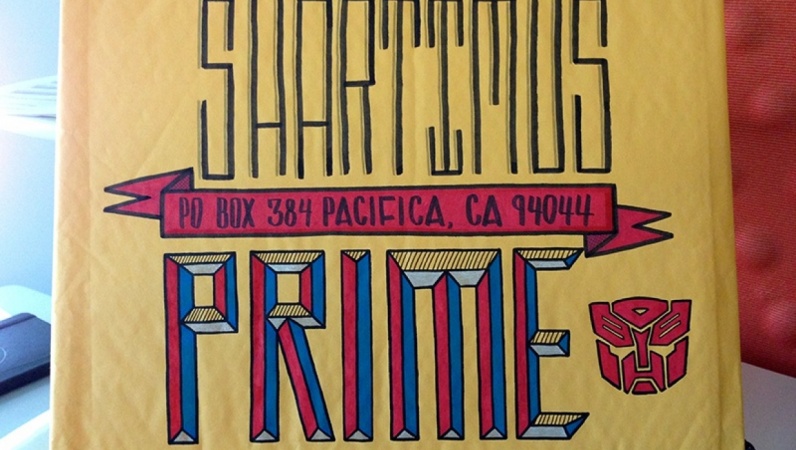 SHARTIMUS
PO BOX 384 PACIFICA, CA 94044
PRIME